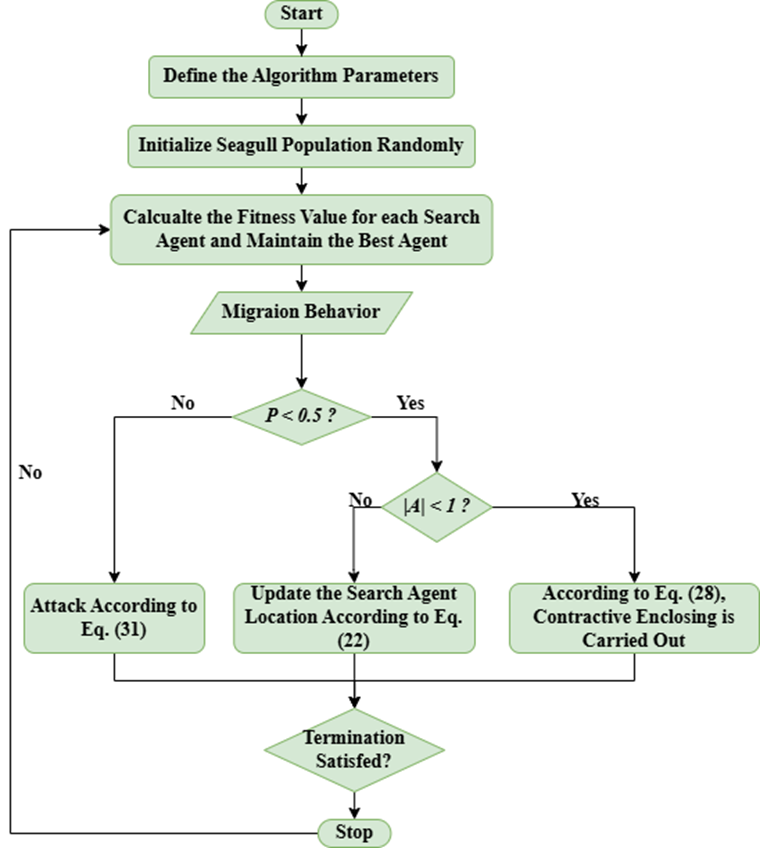 Start
Define the Algorithm Parameters
Initialize Seagull Population Randomly
Calcualte the Fitness Value for each Search
Agent and Maintain the Best Agent
Migraion Behavior
P < 0.5 ?
No
Yes
|A| < 1 ?
No
Yes
No
Attack According to
Eq. (31)
Update the Search Agent
Location According to Eq.
(22)
According to Eq. (28),
Contractive Enclosing is
Carried Out
Termination
Satisfed?
Stop